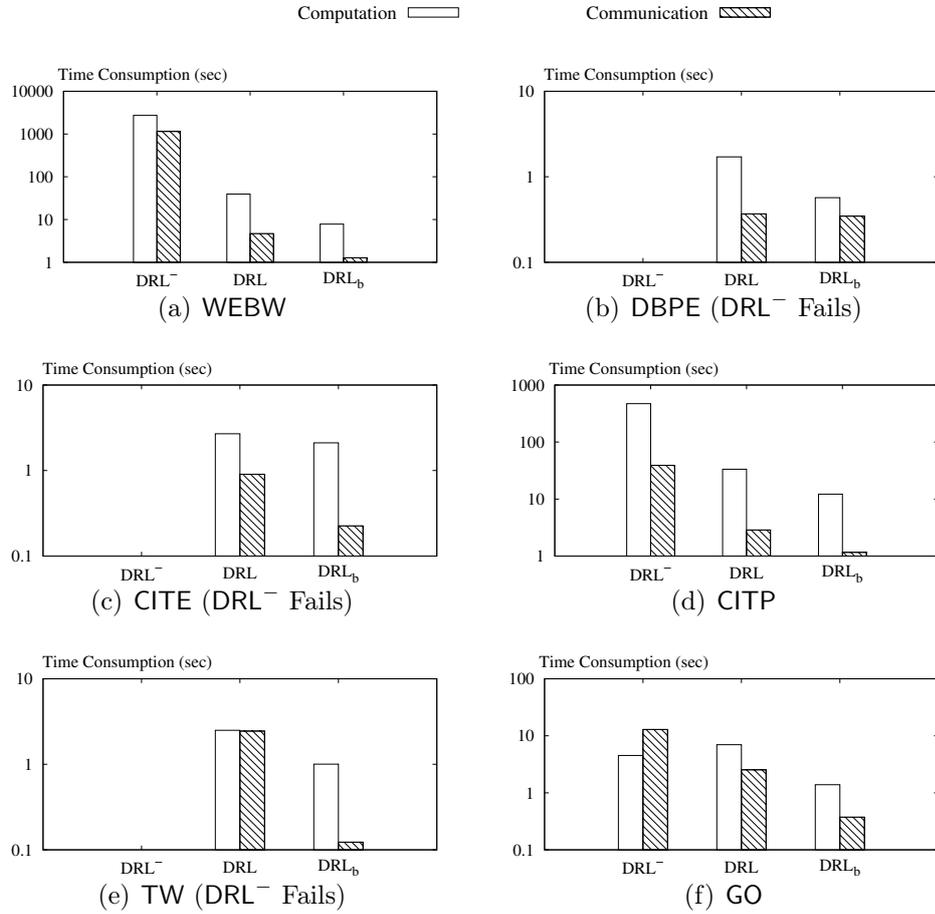 Computation Communication
Time Consumption (sec)
10000
1000
100
10
1
DRL⁻ DRL DRL_b
(a) WEBW
Time Consumption (sec)
10
1
0.1
DRL⁻ DRL DRL_b
(b) DBPE (DRL⁻ Fails)
Time Consumption (sec)
10
1
0.1
DRL⁻ DRL DRL_b
(c) CITE (DRL⁻ Fails)
Time Consumption (sec)
1000
100
10
1
DRL⁻ DRL DRL_b
(d) CITP
Time Consumption (sec)
10
1
0.1
DRL⁻ DRL DRL_b
(e) TW (DRL⁻ Fails)
Time Consumption (sec)
100
10
1
0.1
DRL⁻ DRL DRL_b
(f) GO